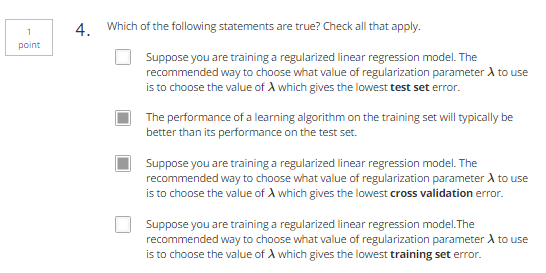 1
point
4. Which of the following statements are true? Check all that apply.
Suppose you are training a regularized linear regression model. The
recommended way to choose what value of regularization parameter λ to use
is to choose the value of λ which gives the lowest test set error.
The performance of a learning algorithm on the training set will typically be
better than its performance on the test set.
Suppose you are training a regularized linear regression model. The
recommended way to choose what value of regularization parameter λ to use
is to choose the value of λ which gives the lowest cross validation error.
Suppose you are training a regularized linear regression model.The
recommended way to choose what value of regularization parameter λ to use
is to choose the value of λ which gives the lowest training set error.